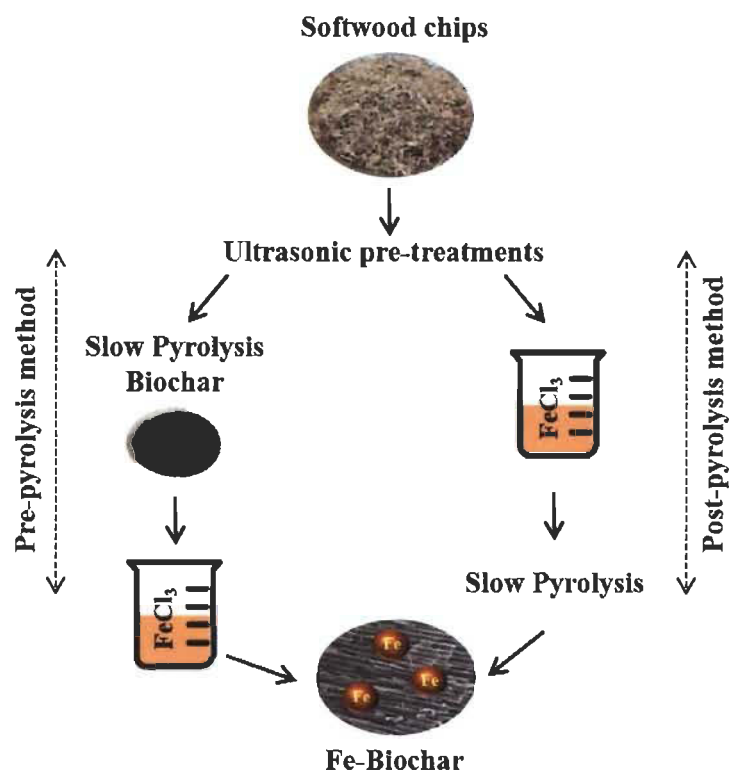 Softwood chips
Ultrasonic pre-treatments
Pre-pyrolysis method
Slow Pyrolysis
Biochar
FeCl₃
FeCl₃
Slow Pyrolysis
Post-pyrolysis method
Fe
Fe
Fe
Fe-Biochar